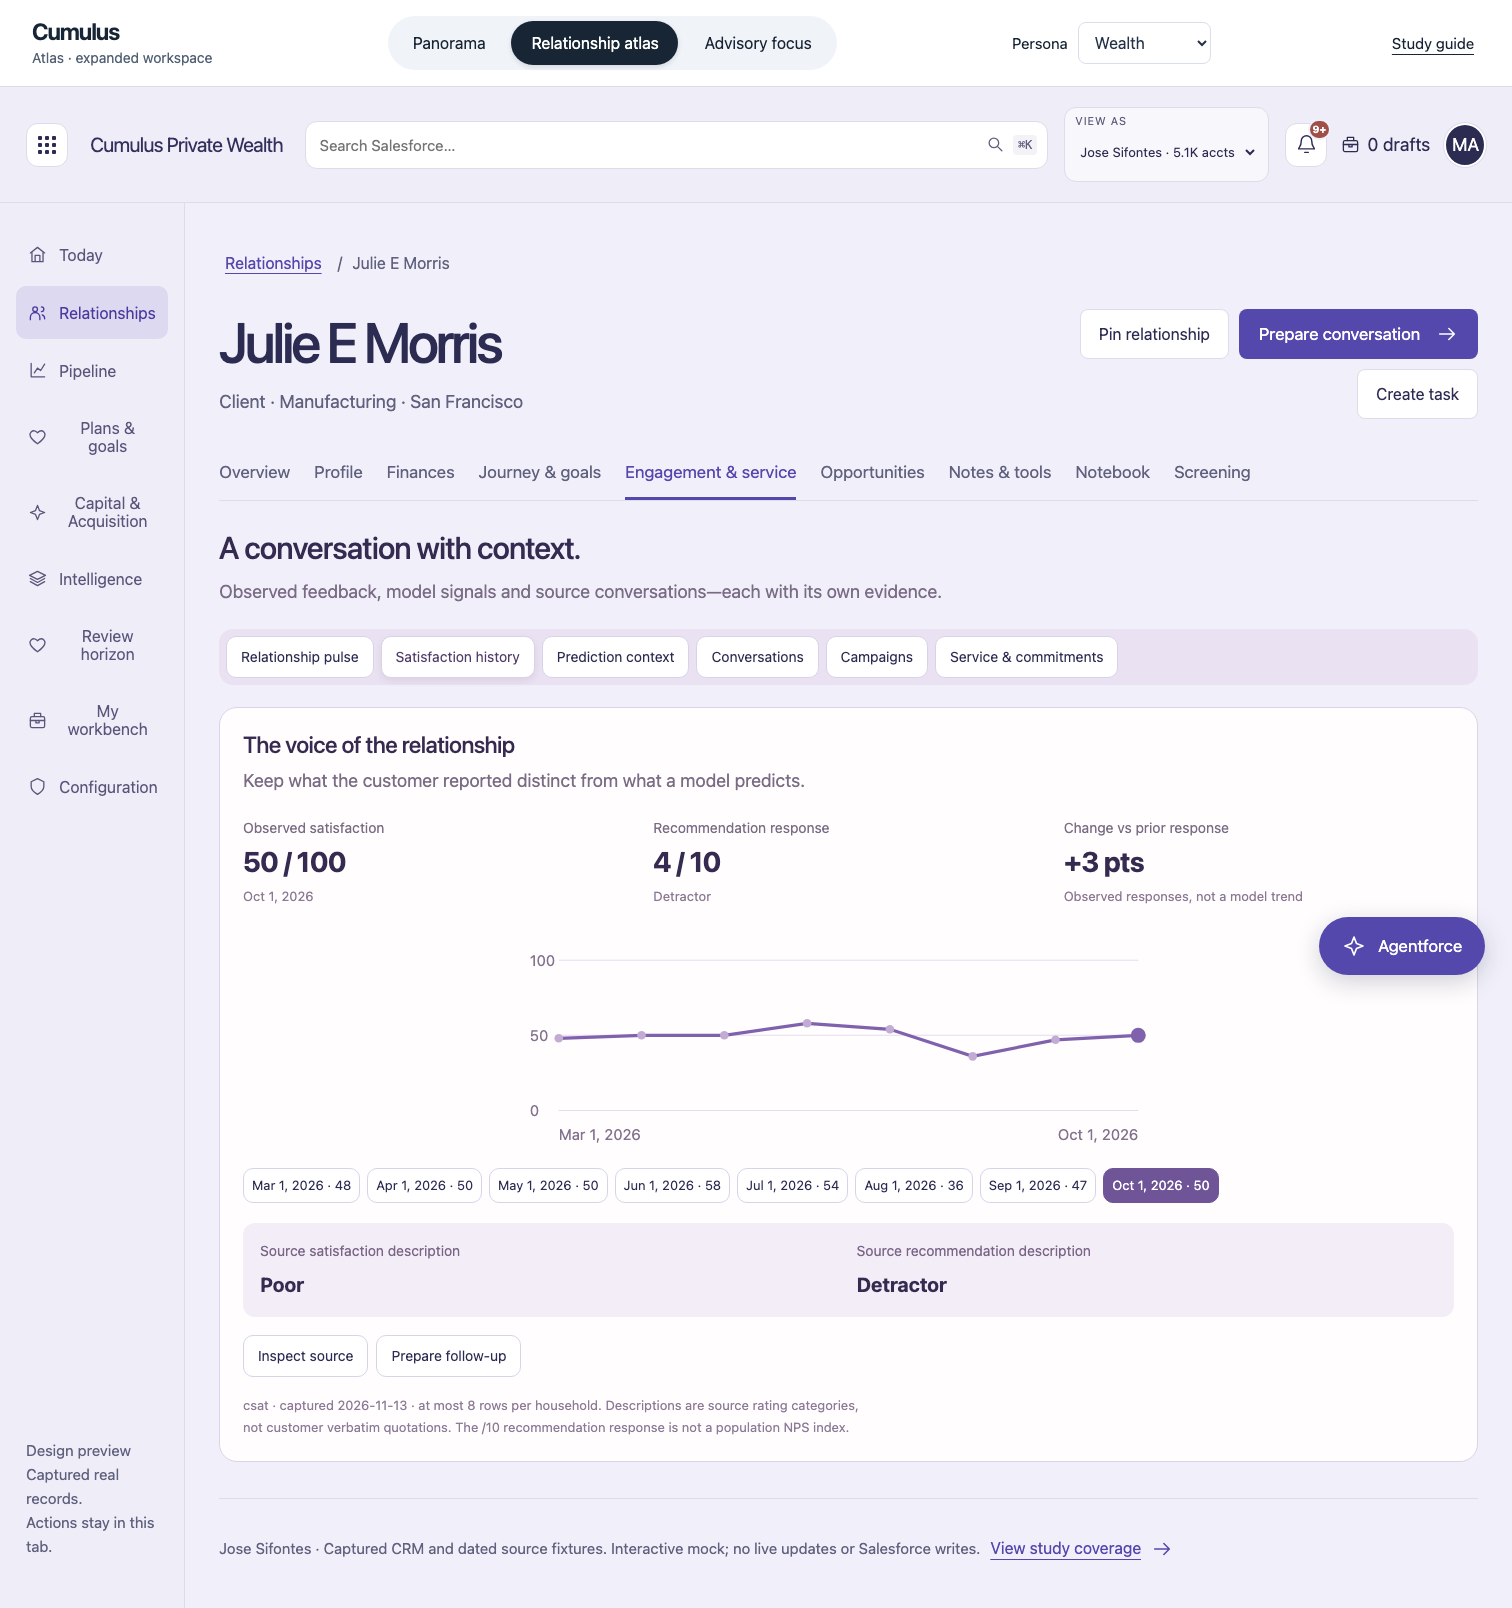 Cumulus
Atlas · expanded workspace
Panorama
Relationship atlas
Advisory focus
Persona
Wealth
Study guide
Cumulus Private Wealth
Search Salesforce...
⌘K
VIEW AS
Jose Sifontes · 5.1K accts
9+
0 drafts
MA
Today
Relationships
Pipeline
Plans &
goals
Capital &
Acquisition
Intelligence
Review
horizon
My
workbench
Configuration
Design preview
Captured real
records.
Actions stay in this
tab.
Relationships / Julie E Morris
Julie E Morris
Client · Manufacturing · San Francisco
Pin relationship
Prepare conversation →
Create task
Overview
Profile
Finances
Journey & goals
Engagement & service
Opportunities
Notes & tools
Notebook
Screening
A conversation with context.
Observed feedback, model signals and source conversations—each with its own evidence.
Relationship pulse
Satisfaction history
Prediction context
Conversations
Campaigns
Service & commitments
The voice of the relationship
Keep what the customer reported distinct from what a model predicts.
Observed satisfaction
50 / 100
Oct 1, 2026
Recommendation response
4 / 10
Detractor
Change vs prior response
+3 pts
Observed responses, not a model trend
Agentforce
100
50
0
Mar 1, 2026
Oct 1, 2026
Mar 1, 2026 · 48
Apr 1, 2026 · 50
May 1, 2026 · 50
Jun 1, 2026 · 58
Jul 1, 2026 · 54
Aug 1, 2026 · 36
Sep 1, 2026 · 47
Oct 1, 2026 · 50
Source satisfaction description
Poor
Source recommendation description
Detractor
Inspect source
Prepare follow-up
csat · captured 2026-11-13 · at most 8 rows per household. Descriptions are source rating categories,
not customer verbatim quotations. The /10 recommendation response is not a population NPS index.
Jose Sifontes · Captured CRM and dated source fixtures. Interactive mock; no live updates or Salesforce writes. View study coverage →